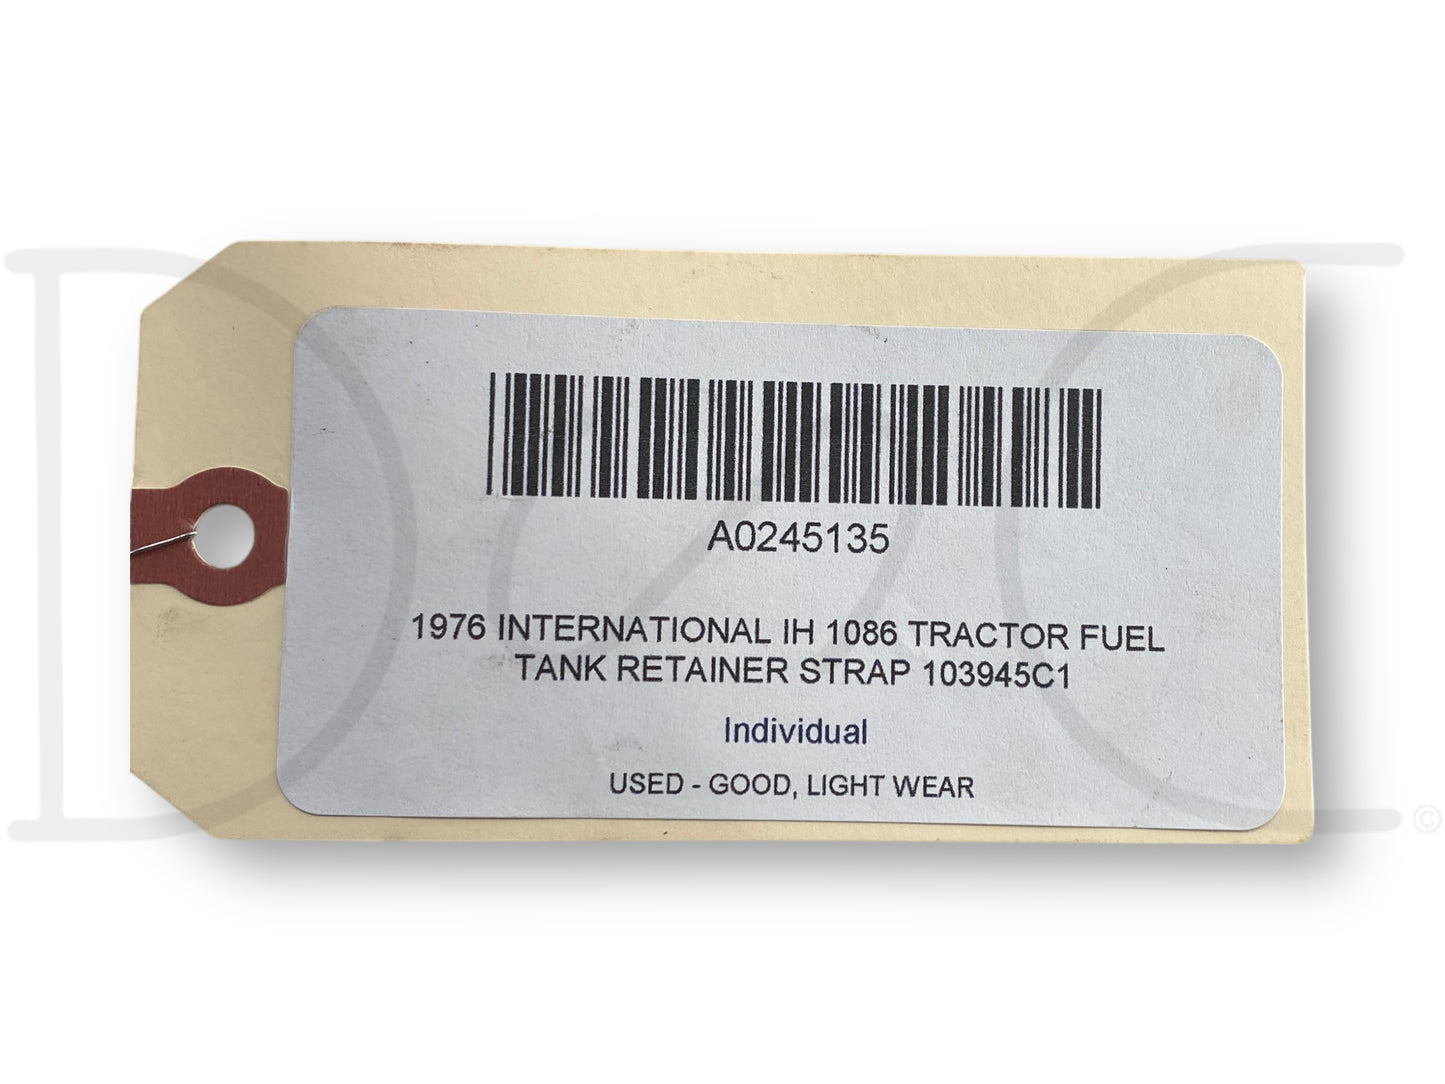 A0245135
1976 INTERNATIONAL IH 1086 TRACTOR FUEL
TANK RETAINER STRAP 103945C1
Individual
USED - GOOD, LIGHT WEAR
©